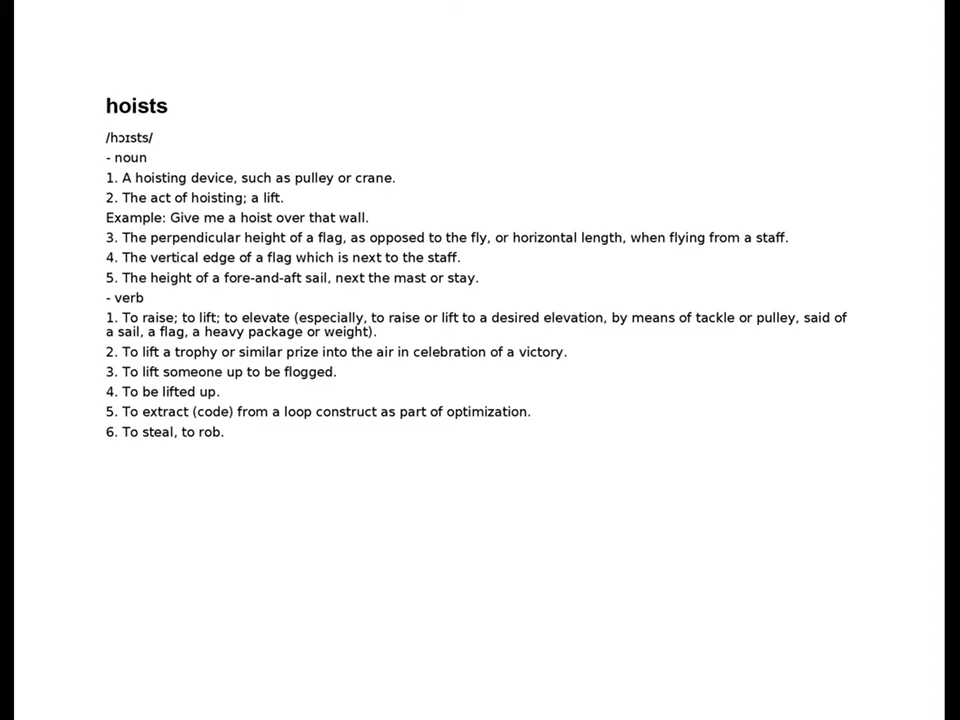 hoists
/hɔɪsts/
- noun
1. A hoisting device, such as pulley or crane.
2. The act of hoisting; a lift.
Example: Give me a hoist over that wall.
3. The perpendicular height of a flag, as opposed to the fly, or horizontal length, when flying from a staff.
4. The vertical edge of a flag which is next to the staff.
5. The height of a fore-and-aft sail, next the mast or stay.
- verb
1. To raise; to lift; to elevate (especially, to raise or lift to a desired elevation, by means of tackle or pulley, said of
a sail, a flag, a heavy package or weight).
2. To lift a trophy or similar prize into the air in celebration of a victory.
3. To lift someone up to be flogged.
4. To be lifted up.
5. To extract (code) from a loop construct as part of optimization.
6. To steal, to rob.